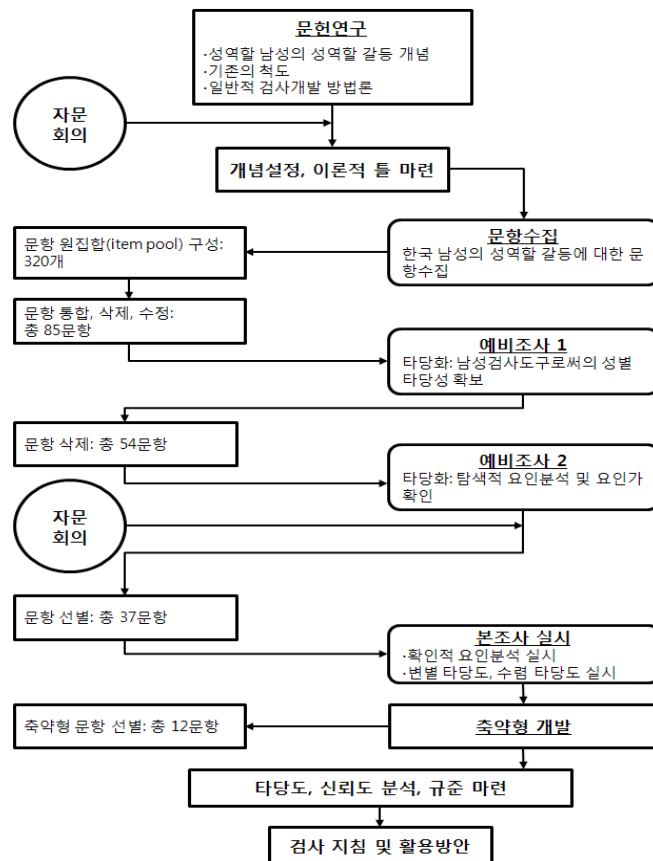 문헌연구
·성역할 남성의 성역할 갈등 개념
·기존의 척도
·일반적 검사개발 방법론
자문
회의
개념설정, 이론적 틀 마련
문항수집
한국 남성의 성역할 갈등에 대한 문
항수집
문항 원집합(item pool) 구성:
320개
문항 통합, 삭제, 수정:
총 85문항
예비조사 1
타당화: 남성검사도구로써의 성별
타당성 확보
문항 삭제: 총 54문항
예비조사 2
타당화: 탐색적 요인분석 및 요인가
확인
자문
회의
문항 선별: 총 37문항
본조사 실시
·확인적 요인분석 실시
·변별 타당도, 수렴 타당도 실시
축약형 개발
축약형 문항 선별: 총 12문항
타당도, 신뢰도 분석, 규준 마련
검사 지침 및 활용방안